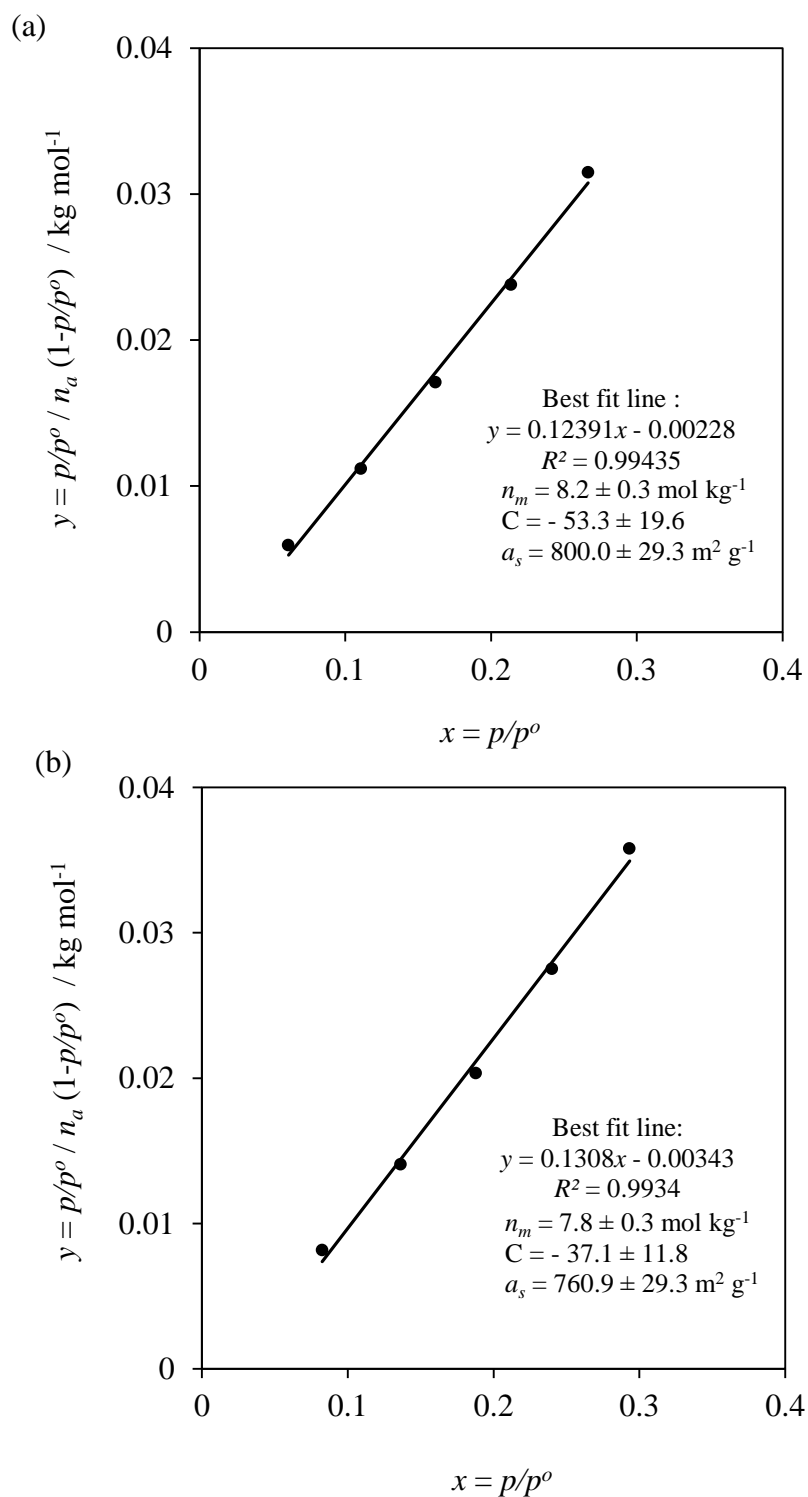 (a)
0.04
0.03
0.02
0.01
0
y = p/pᵒ / nₐ (1-p/pᵒ) / kg mol⁻¹
Best fit line :
y = 0.12391x - 0.00228
R² = 0.99435
nₘ = 8.2 ± 0.3 mol kg⁻¹
C = - 53.3 ± 19.6
aₛ = 800.0 ± 29.3 m² g⁻¹
0 0.1 0.2 0.3 0.4
x = p/pᵒ
(b)
0.04
0.03
0.02
0.01
0
y = p/pᵒ / nₐ (1-p/pᵒ) / kg mol⁻¹
Best fit line:
y = 0.1308x - 0.00343
R² = 0.9934
nₘ = 7.8 ± 0.3 mol kg⁻¹
C = - 37.1 ± 11.8
aₛ = 760.9 ± 29.3 m² g⁻¹
0 0.1 0.2 0.3 0.4
x = p/pᵒ